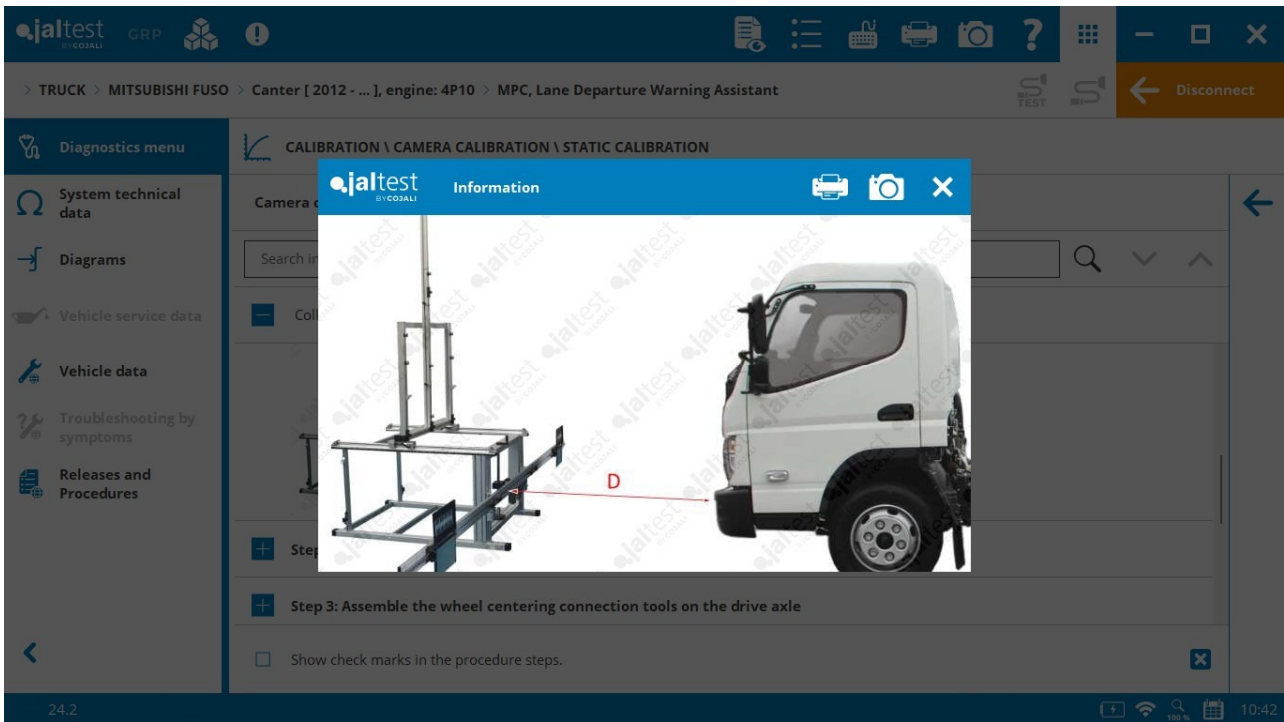 jaltest
BY COJALI
GRP
?
TEST
> TRUCK > MITSUBISHI FUSO > Canter [ 2012 - ... ], engine: 4P10 > MPC, Lane Departure Warning Assistant
Disconnect
Diagnostics menu
CALIBRATION \ CAMERA CALIBRATION \ STATIC CALIBRATION
System technical
data
Camera
Diagrams
Search in
Vehicle service data
Vehicle data
Troubleshooting by
symptoms
Releases and
Procedures
jaltest
BY COJALI
Information
D
Step 3: Assemble the wheel centering connection tools on the drive axle
Show check marks in the procedure steps.
24.2
100 %
10:42